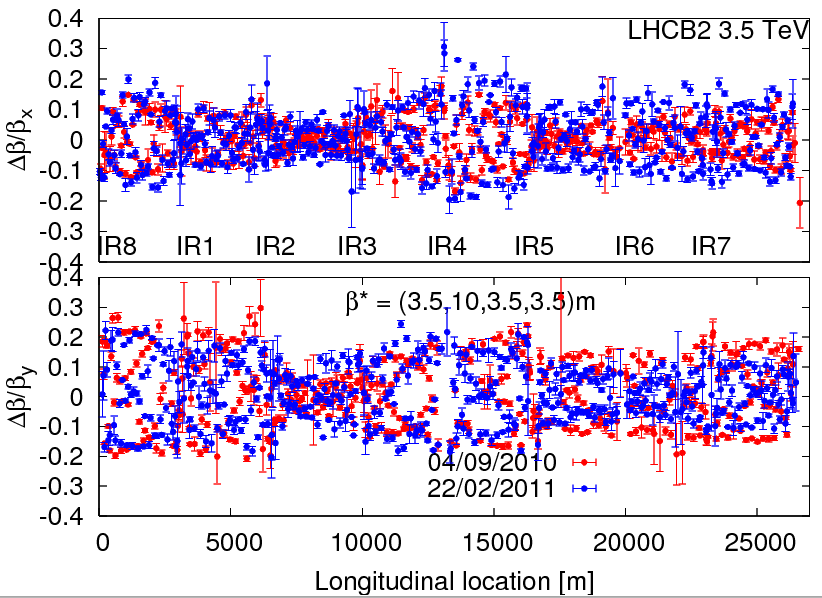 LHCB2 3.5 TeV
0.4
0.3
0.2
0.1
0
-0.1
-0.2
-0.3
-0.4
Δβ/βx
IR8 IR1 IR2 IR3 IR4 IR5 IR6 IR7
0.4
0.3
0.2
0.1
0
-0.1
-0.2
-0.3
-0.4
Δβ/βy
β* = (3.5,10,3.5,3.5)m
04/09/2010
22/02/2011
0 5000 10000 15000 20000 25000
Longitudinal location [m]